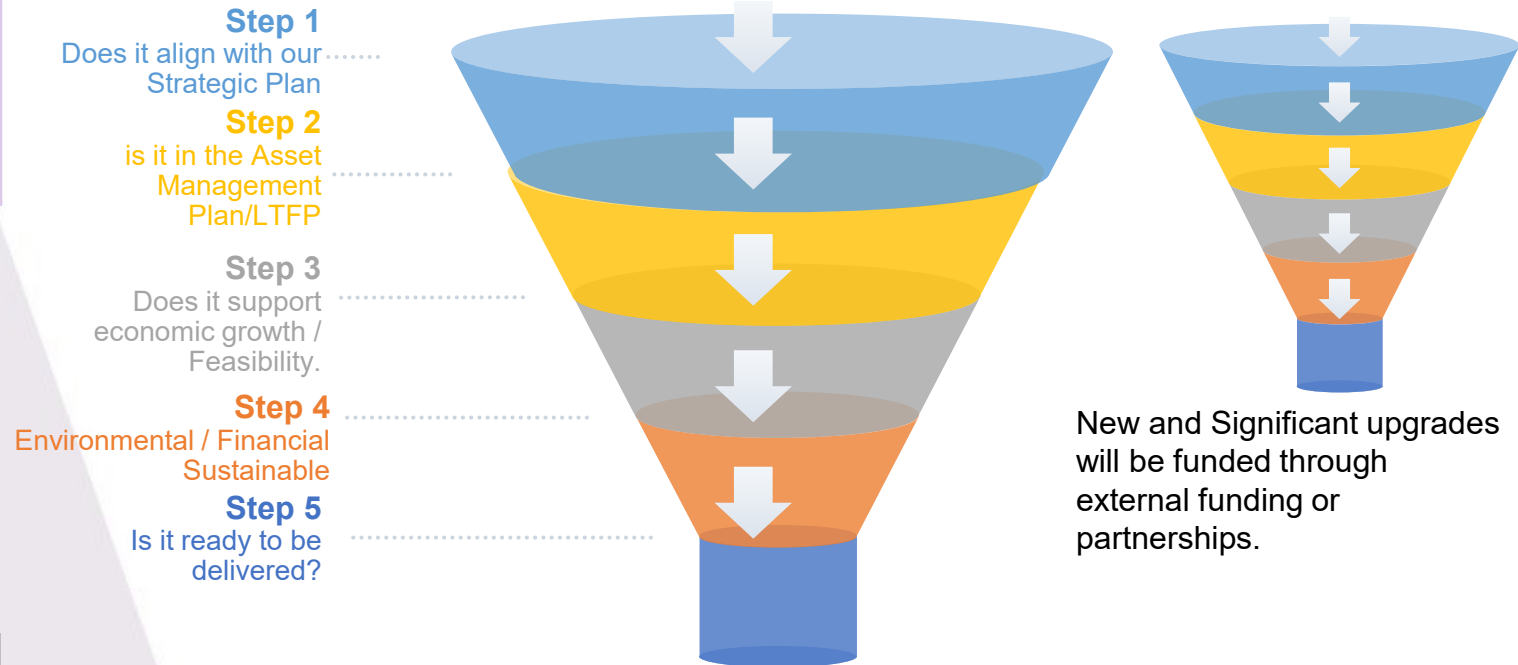 Step 1
Does it align with our
Strategic Plan
Step 2
is it in the Asset
Management
Plan/LTFP
Step 3
Does it support
economic growth /
Feasibility.
Step 4
Environmental / Financial
Sustainable
Step 5
Is it ready to be
delivered?
New and Significant upgrades
will be funded through
external funding or
partnerships.